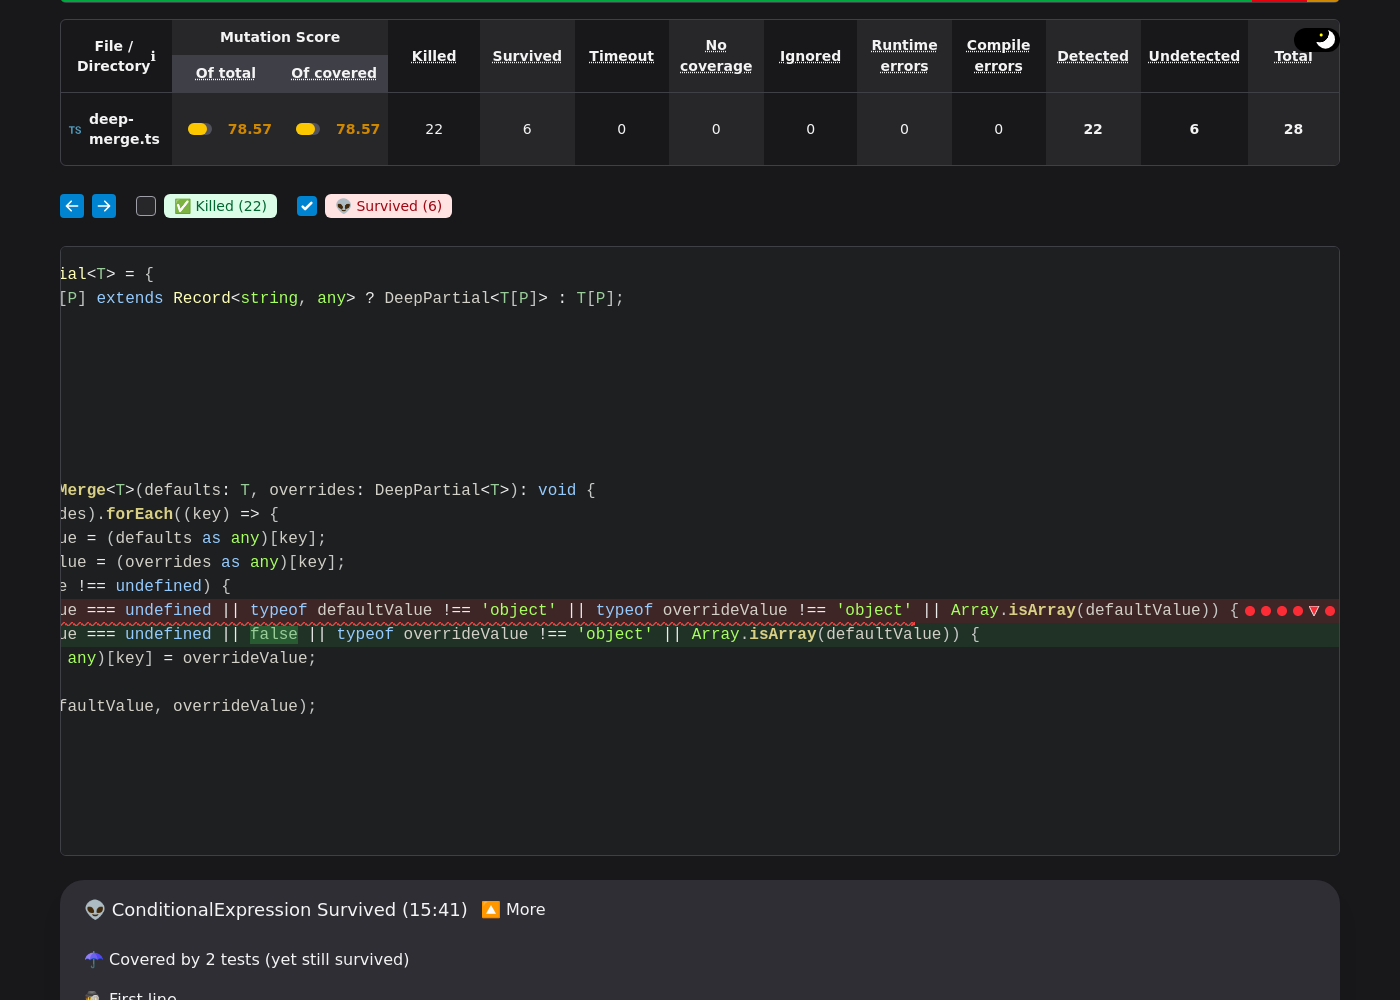 File / Directory ℹ Mutation Score Killed Survived Timeout No coverage Ignored Runtime errors Compile errors Detected Undetected Total
Of total Of covered
TS deep-merge.ts 78.57 78.57 22 6 0 0 0 0 0 22 6 28
✅ Killed (22) 👽 Survived (6)
ial<T> = {
[P] extends Record<string, any> ? DeepPartial<T[P]> : T[P];
Merge<T>(defaults: T, overrides: DeepPartial<T>): void {
des).forEach((key) => {
ue = (defaults as any)[key];
lue = (overrides as any)[key];
e !== undefined) {
ue === undefined || typeof defaultValue !== 'object' || typeof overrideValue !== 'object' || Array.isArray(defaultValue)) {
ue === undefined || false || typeof overrideValue !== 'object' || Array.isArray(defaultValue)) {
any)[key] = overrideValue;
faultValue, overrideValue);
👽 ConditionalExpression Survived (15:41) 🔼 More
☂️ Covered by 2 tests (yet still survived)
First line